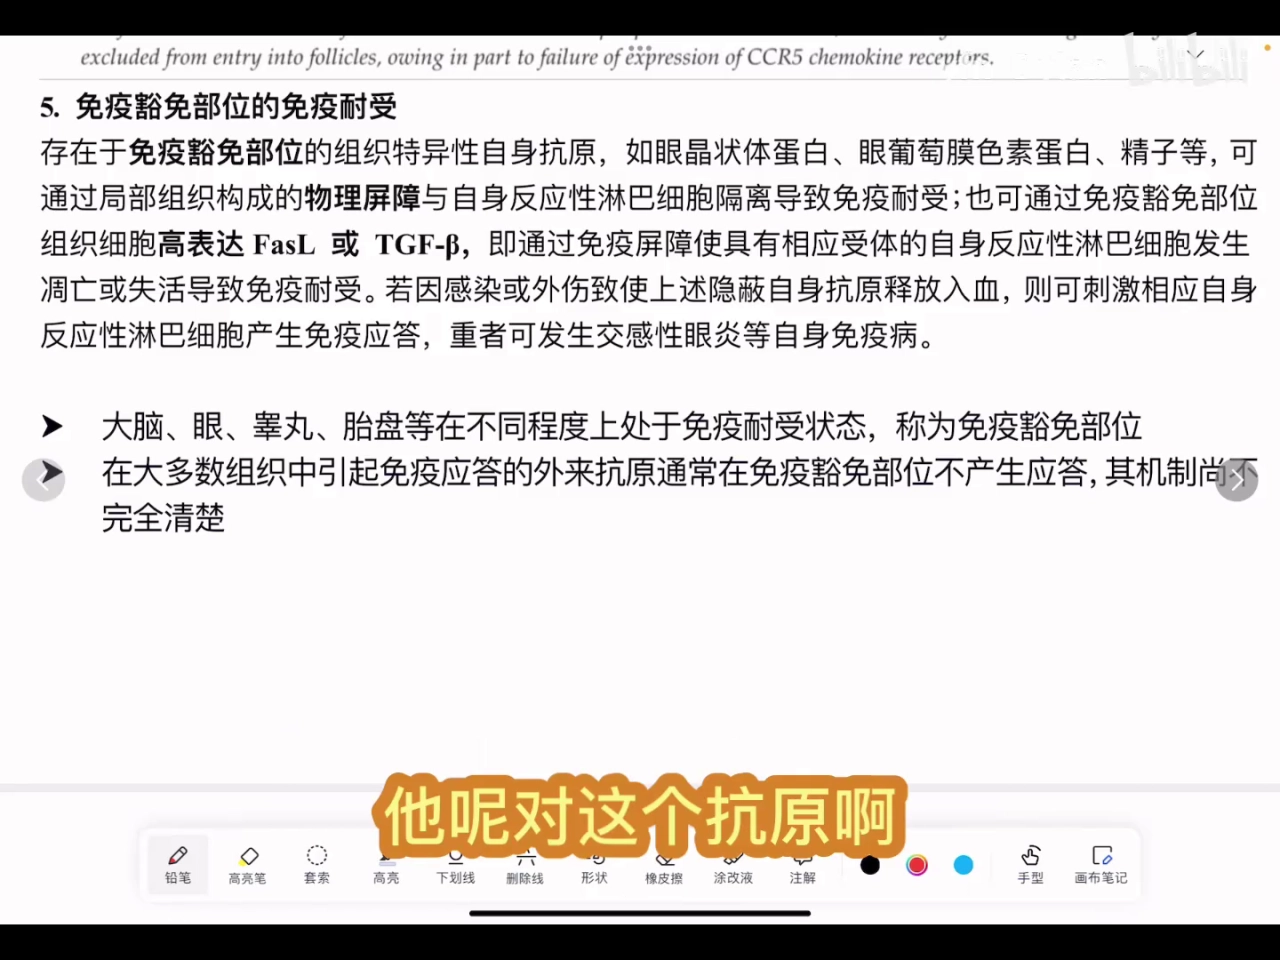 excluded from entry into follicles, owing in part to failure of expression of CCR5 chemokine receptors.
bilibili
5. 免疫豁免部位的免疫耐受
存在于免疫豁免部位的组织特异性自身抗原，如眼晶状体蛋白、眼葡萄膜色素蛋白、精子等，可
通过局部组织构成的物理屏障与自身反应性淋巴细胞隔离导致免疫耐受；也可通过免疫豁免部位
组织细胞高表达 FasL 或 TGF-β，即通过免疫屏障使具有相应受体的自身反应性淋巴细胞发生
凋亡或失活导致免疫耐受。若因感染或外伤致使上述隐蔽自身抗原释放入血，则可刺激相应自身
反应性淋巴细胞产生免疫应答，重者可发生交感性眼炎等自身免疫病。
➤ 大脑、眼、睾丸、胎盘等在不同程度上处于免疫耐受状态，称为免疫豁免部位
➤ 在大多数组织中引起免疫应答的外来抗原通常在免疫豁免部位不产生应答，其机制尚不
完全清楚
他呢对这个抗原啊
铅笔 高亮笔 套索 高亮 下划线 删除线 形状 橡皮擦 涂改液 注解 手型 画布笔记